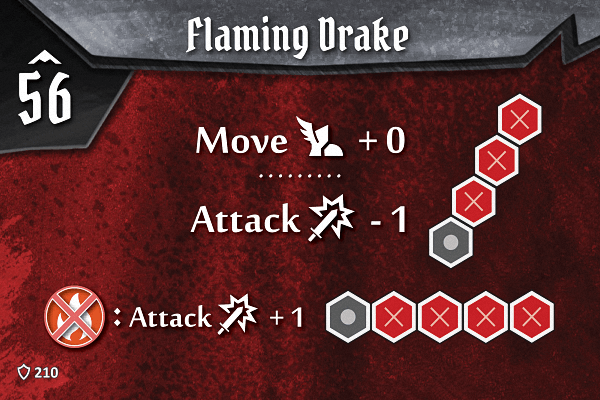 Flaming Drake
56
Move + 0
Attack - 1
: Attack + 1
210